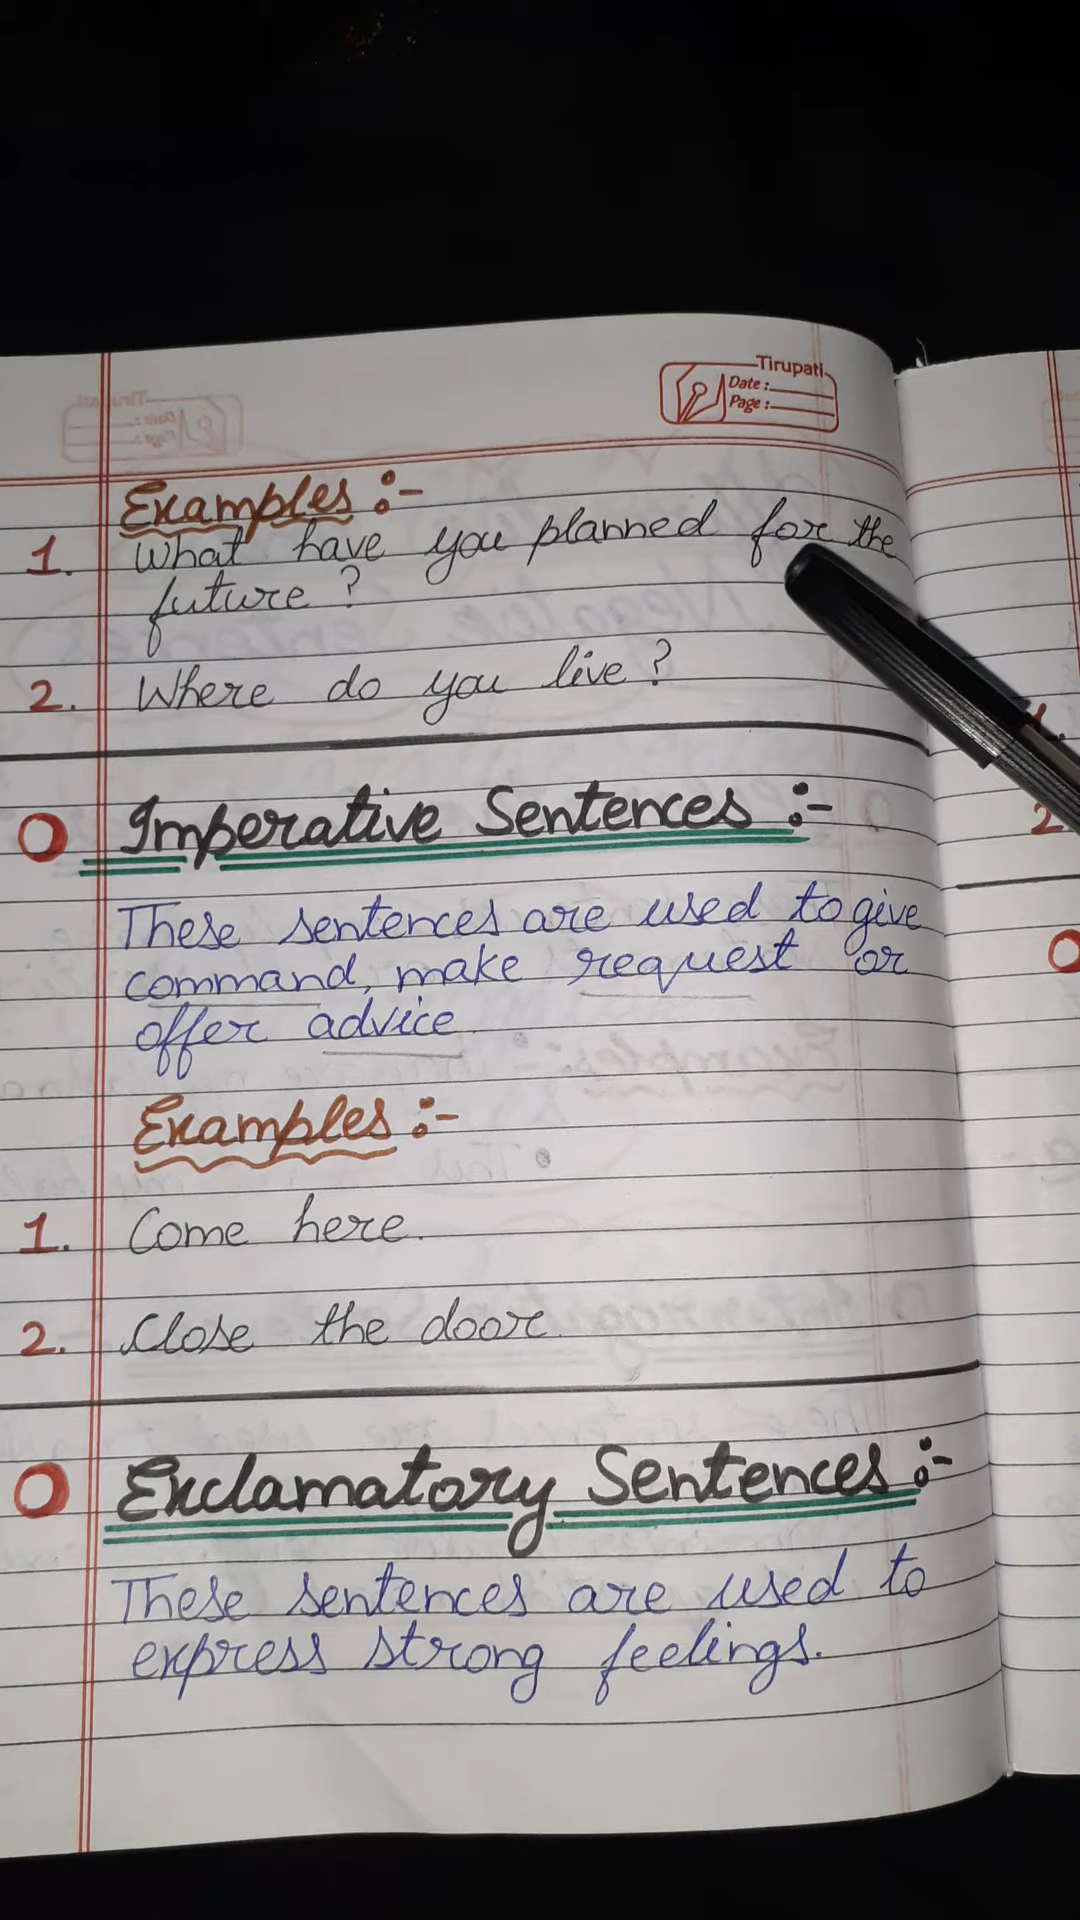 Tirupati
Date :
Page :
Examples :-
1. What have you planned for the
future ?
2. Where do you live ?
O Imperative Sentences :-
These sentences are used to give
command, make request or
offer advice
Examples :-
1. Come here.
2. Close the door.
O Exclamatory Sentences :-
These sentences are used to
express strong feelings.